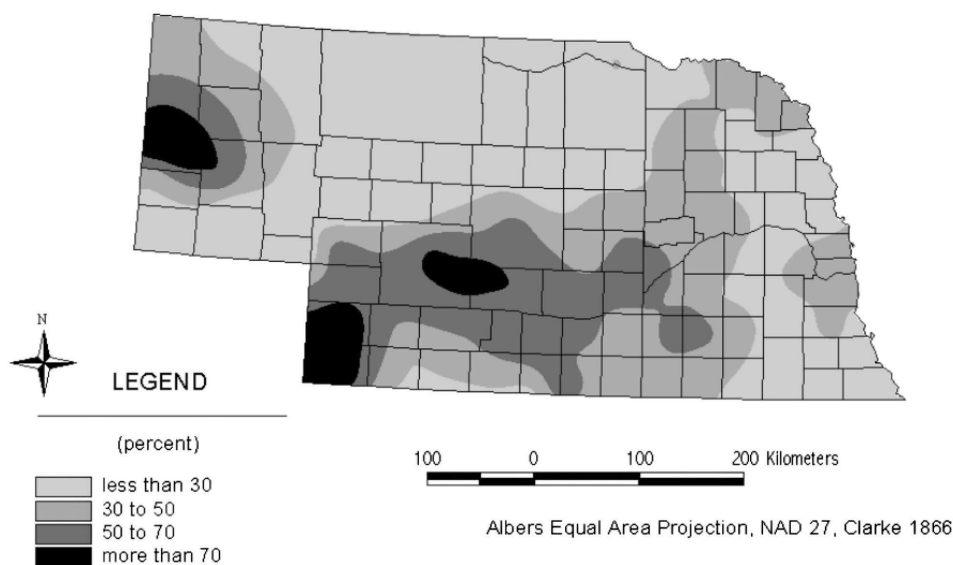 N
LEGEND
(percent)
less than 30
30 to 50
50 to 70
more than 70
100 0 100 200 Kilometers
Albers Equal Area Projection, NAD 27, Clarke 1866